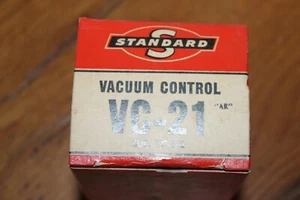 S
STANDARD
VACUUM CONTROL
VC-21 "AR"